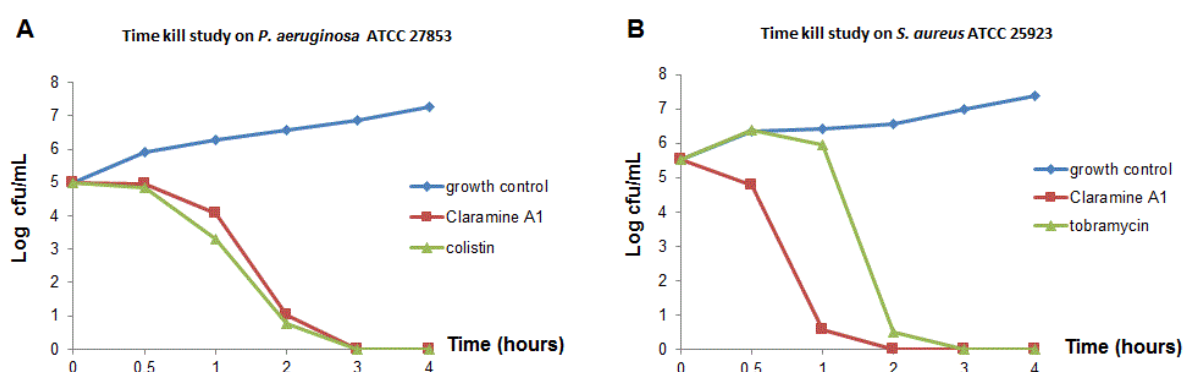 A
Time kill study on P. aeruginosa ATCC 27853
8
7
6
5
4
3
2
1
0
Log cfu/mL
0 0.5 1 2 3 4
Time (hours)
growth control
Claramine A1
colistin
B
Time kill study on S. aureus ATCC 25923
8
7
6
5
4
3
2
1
0
Log cfu/mL
0 0.5 1 2 3 4
Time (hours)
growth control
Claramine A1
tobramycin